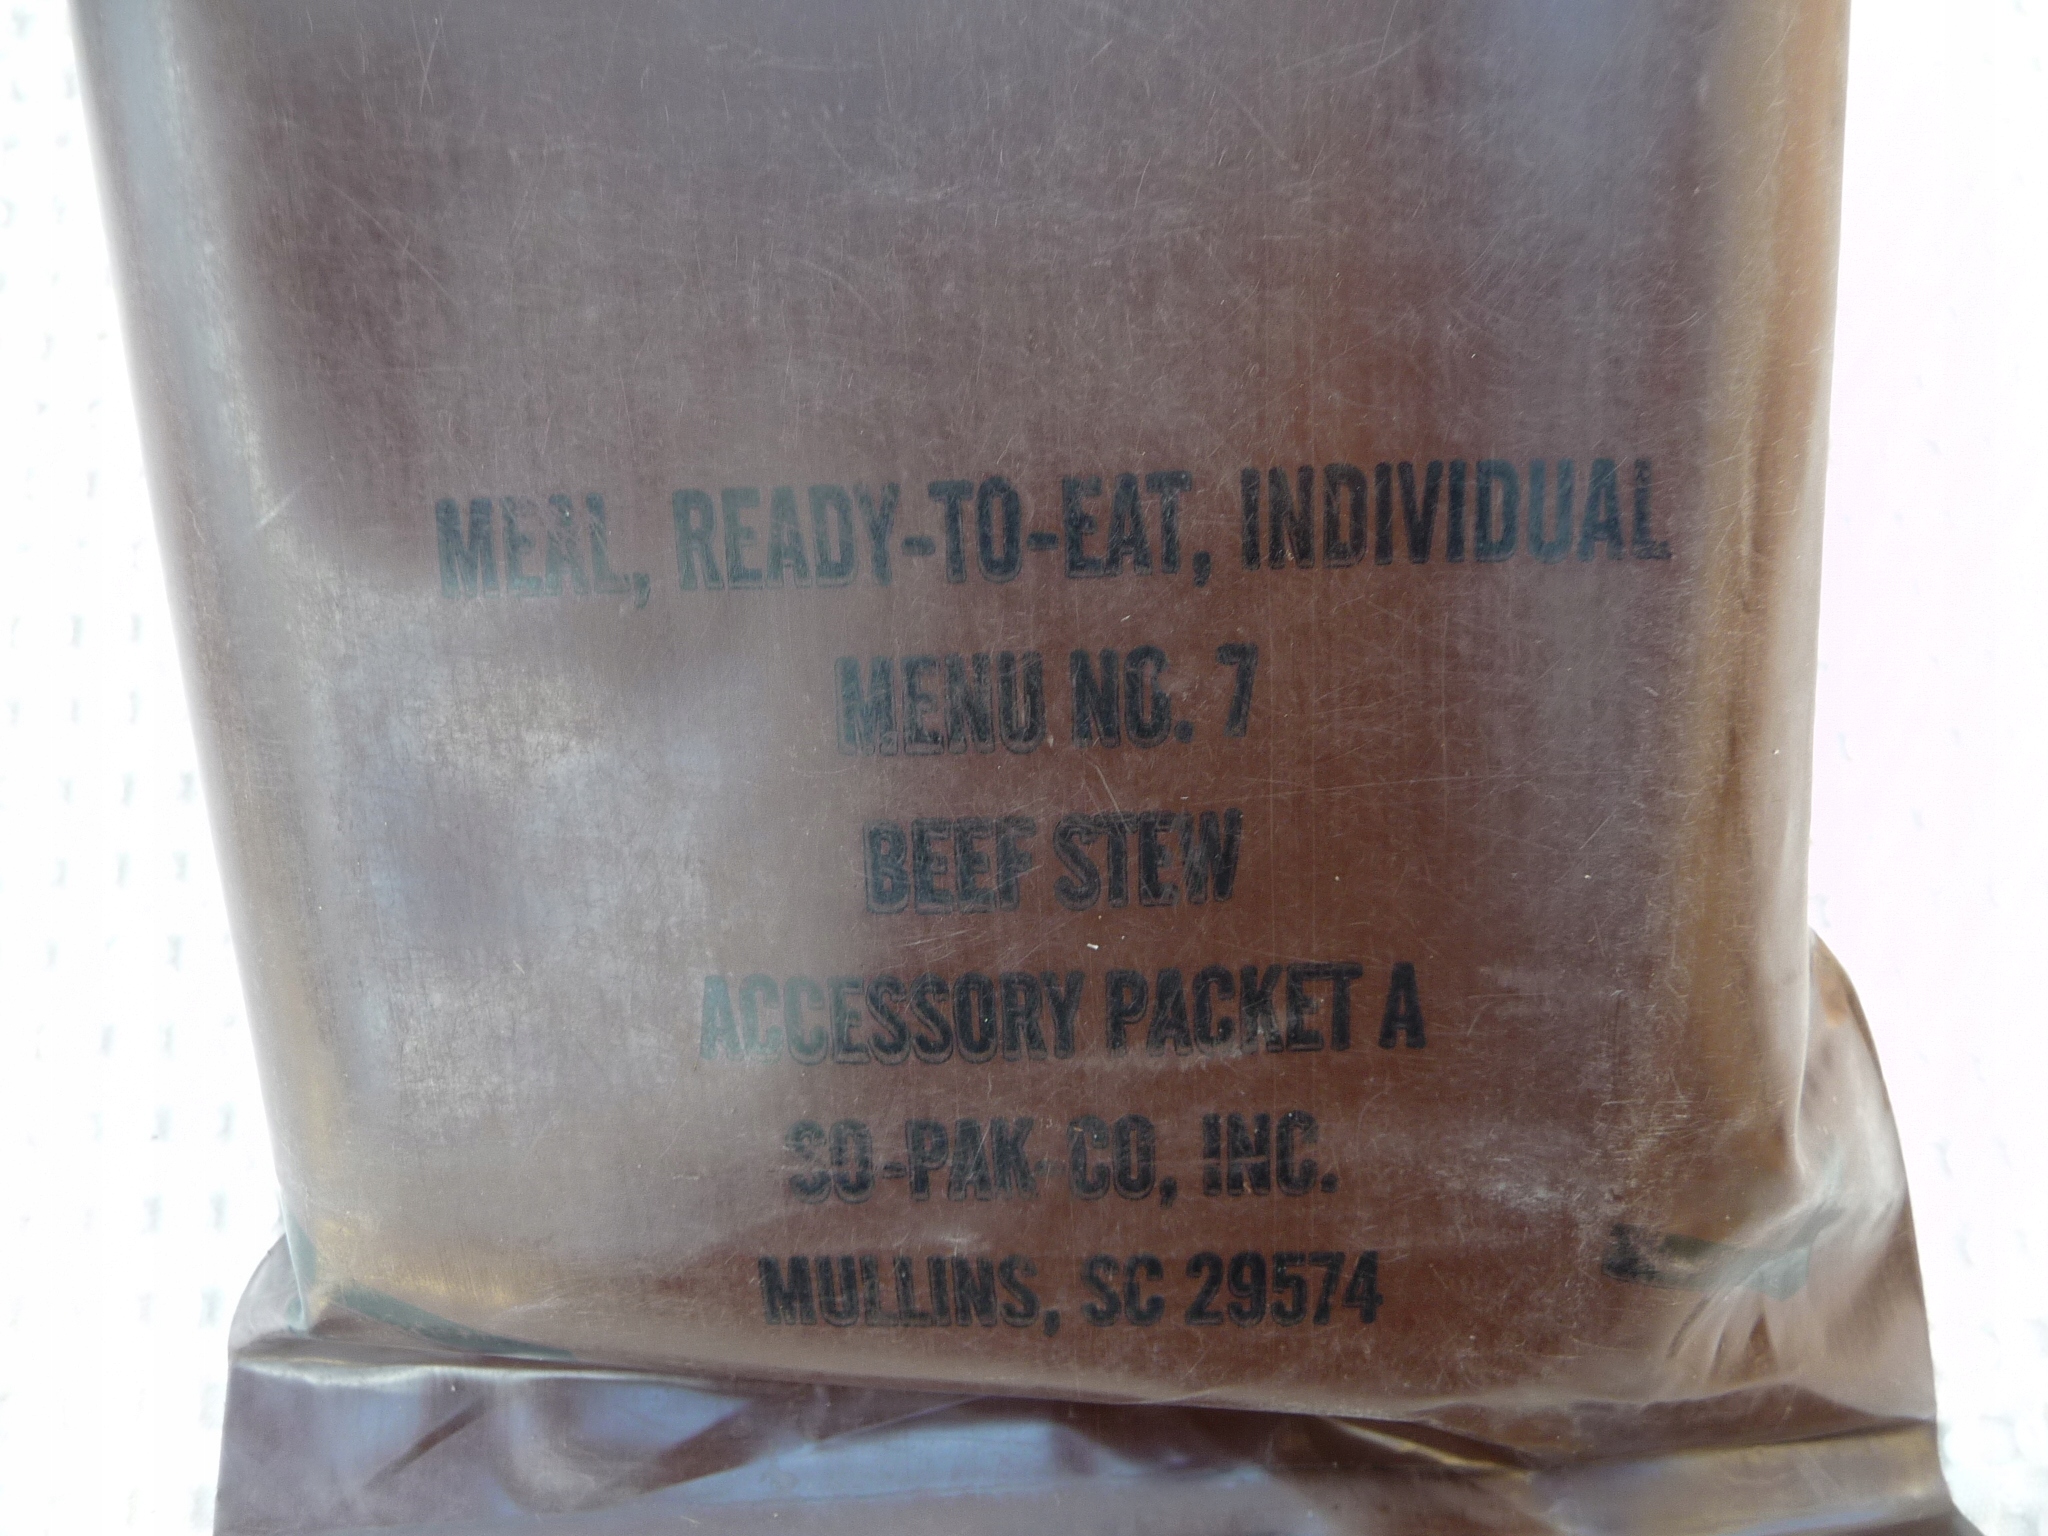 MEAL, READY-TO-EAT, INDIVIDUAL
MENU NO. 7
BEEF STEW
ACCESSORY PACKET A
SO-PAK-CO, INC.
MULLINS, SC 29574